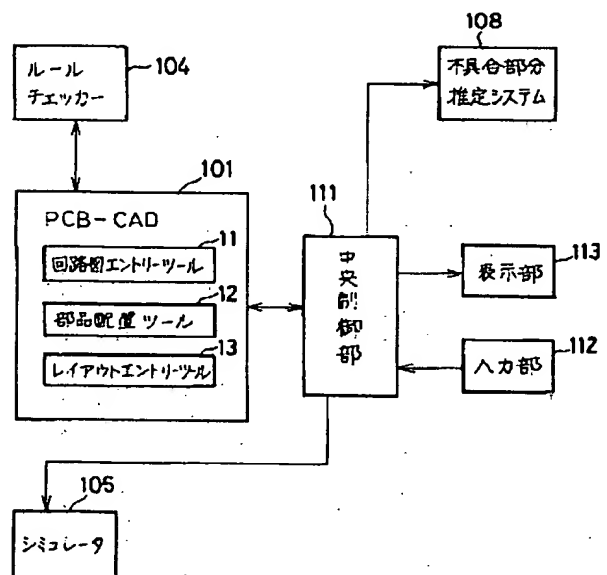 108
ルール
チェッカー
104
不具合部分
推定システム
101
PCB-CAD
111
11
回路図エントリーツール
中央制御部
表示部
113
12
部品配置ツール
13
レイアウトエントリーツール
入力部
112
105
シミュレータ